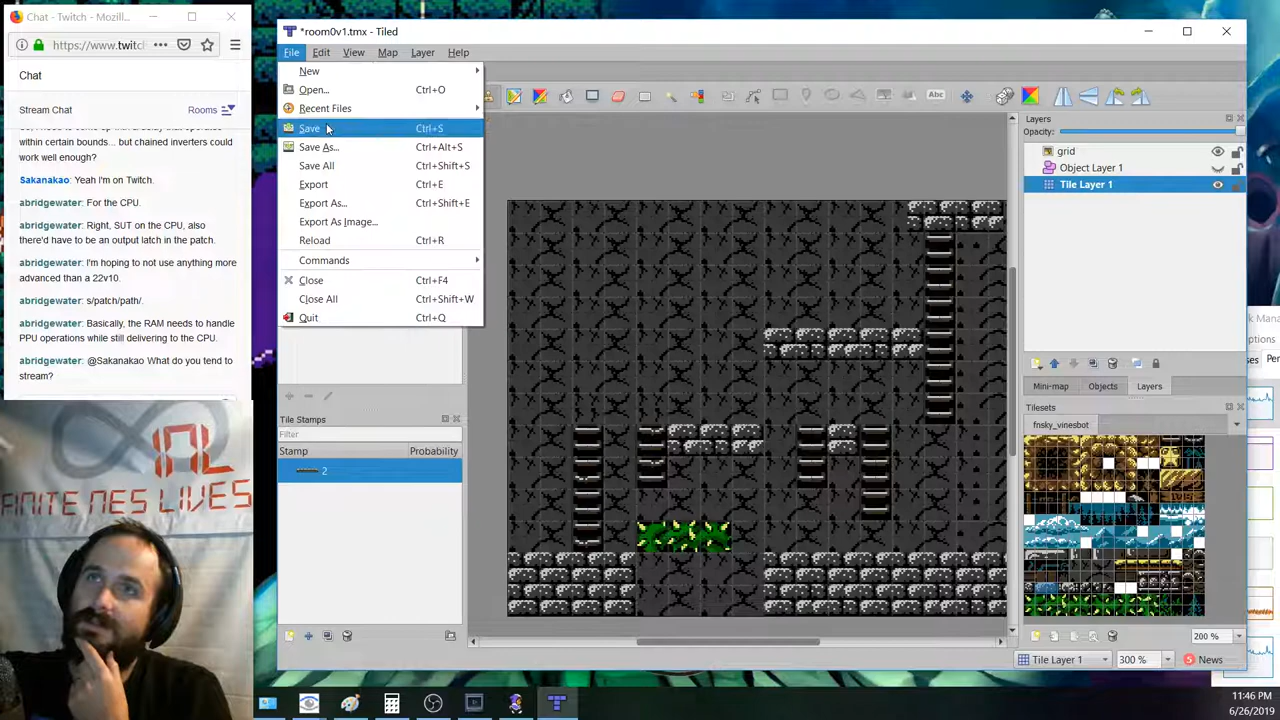 Chat - Twitch - Mozill...
https://www.twitch
Chat
Stream Chat
Rooms
within certain bounds... but chained inverters could
work well enough?
Sakanakao: Yeah i'm on Twitch.
abridgewater: For the CPU.
abridgewater: Right, SUT on the CPU, also
there'd have to be an output latch in the patch.
abridgewater: I'm hoping to not use anything more
advanced than a 22v10.
abridgewater: s/patch/path/.
abridgewater: Basically, the RAM needs to handle
PPU operations while still delivering to the CPU.
abridgewater: @Sakanakao What do you tend to
stream?
INL
FINITE NES LIVES
*room0v1.tmx - Tiled
File Edit View Map Layer Help
New
Open... Ctrl+O
Recent Files
Save Ctrl+S
Save As... Ctrl+Alt+S
Save All Ctrl+Shift+S
Export Ctrl+E
Export As... Ctrl+Shift+E
Export As Image...
Reload Ctrl+R
Commands
Close Ctrl+F4
Close All Ctrl+Shift+W
Quit Ctrl+Q
Abc
Tile Stamps
Filter
Stamp Probability
2
Layers
Opacity:
grid
Object Layer 1
Tile Layer 1
Mini-map Objects Layers
Tilesets
fnsky_vinesbot
200 %
Tile Layer 1 300 % News
11:46 PM
6/26/2019